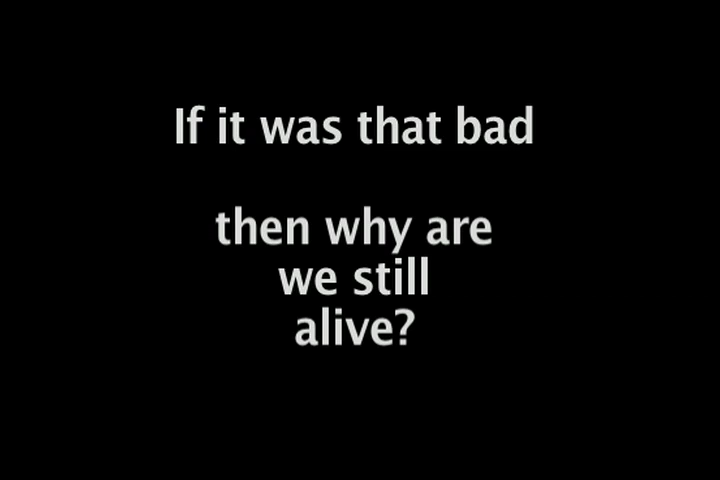 If it was that bad
then why are
we still
alive?